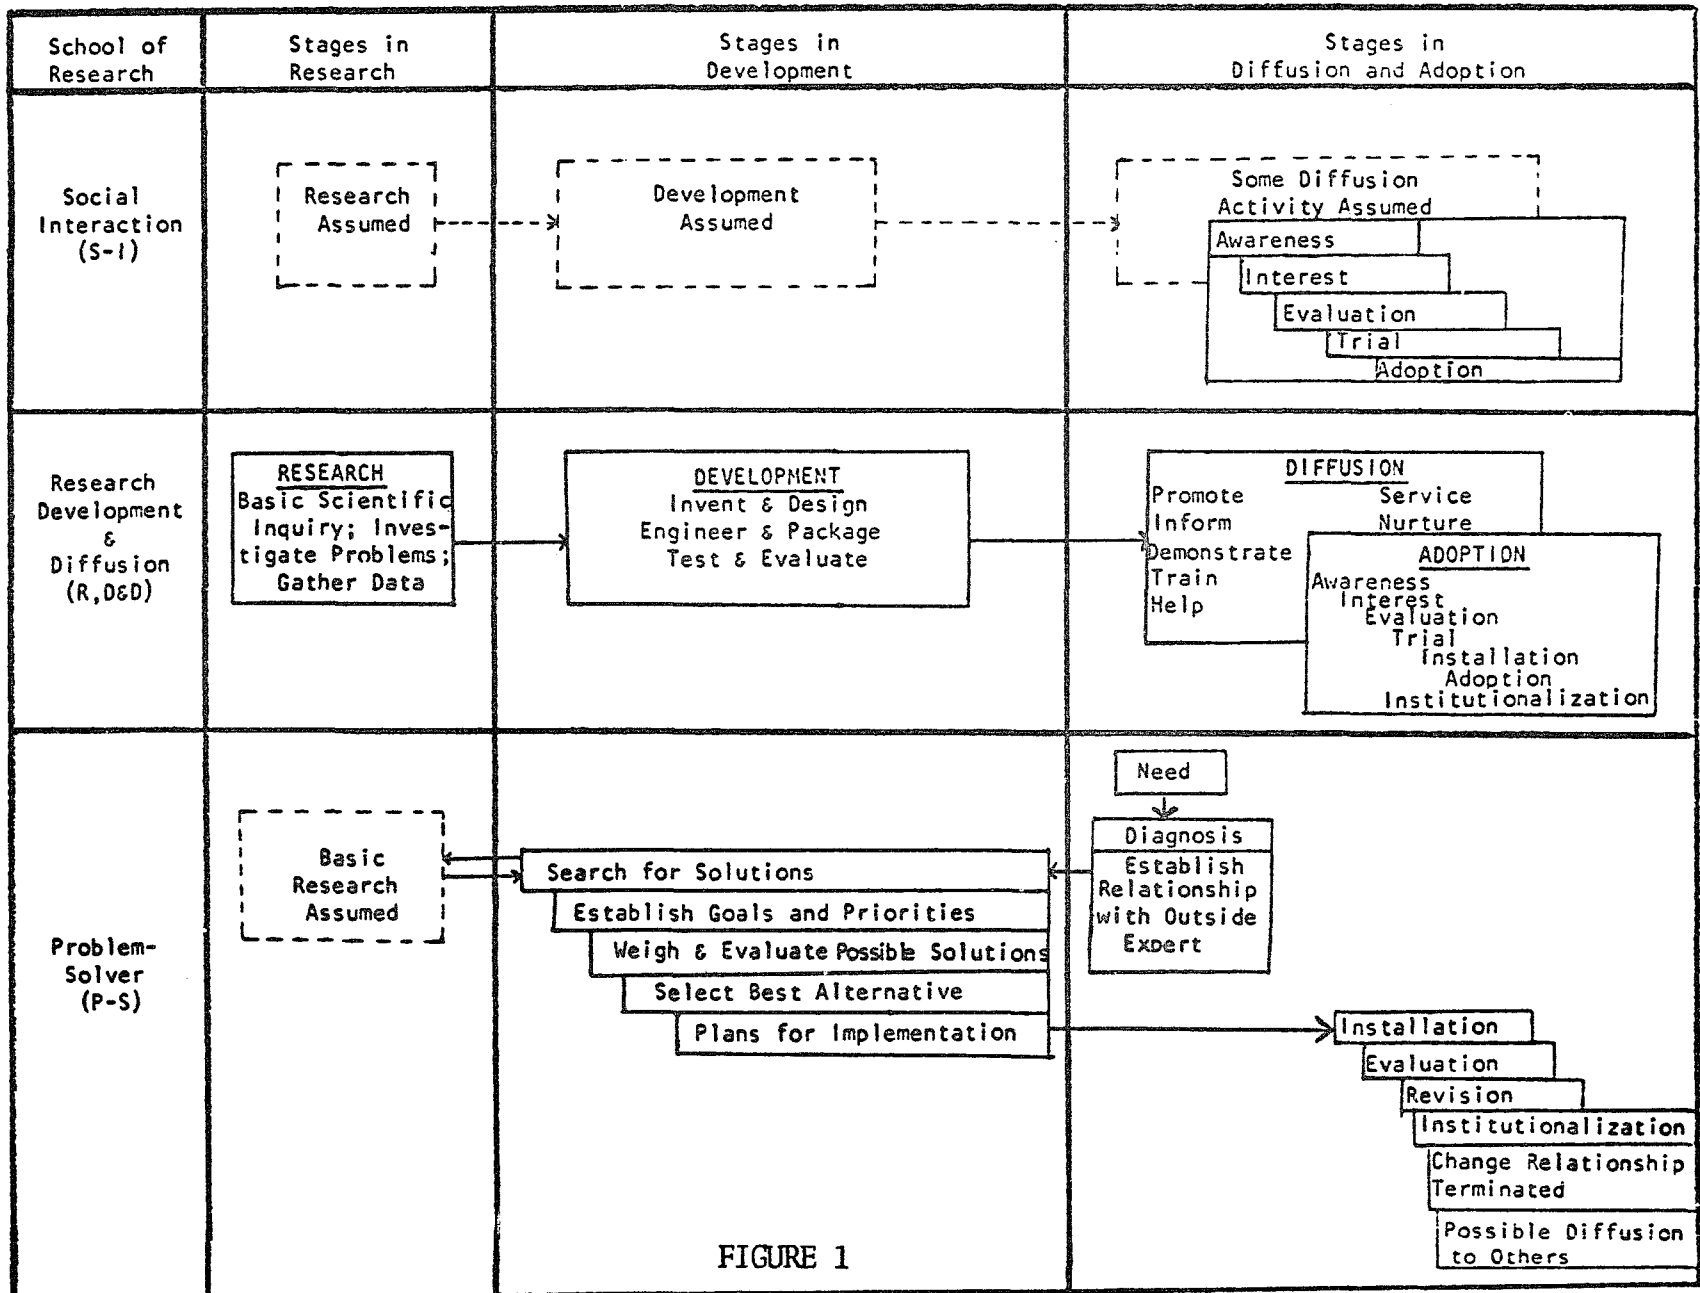 School of
Research
Stages in
Research
Stages in
Development
Stages in
Diffusion and Adoption
Social
Interaction
(S-I)
Research
Assumed
Development
Assumed
Some Diffusion
Activity Assumed
Awareness
Interest
Evaluation
Trial
Adoption
Research
Development
&
Diffusion
(R,D&D)
RESEARCH
Basic Scientific
Inquiry; Inves-
tigate Problems;
Gather Data
DEVELOPMENT
Invent & Design
Engineer & Package
Test & Evaluate
DIFFUSION
Promote
Inform
Demonstrate
Train
Help
Service
Nurture
ADOPTION
Awareness
Interest
Evaluation
Trial
Installation
Adoption
Institutionalization
Problem-
Solver
(P-S)
Basic
Research
Assumed
Search for Solutions
Establish Goals and Priorities
Weigh & Evaluate Possible Solutions
Select Best Alternative
Plans for Implementation
Need
Diagnosis
Establish
Relationship
with Outside
Expert
Installation
Evaluation
Revision
Institutionalization
Change Relationship
Terminated
Possible Diffusion
to Others
FIGURE 1